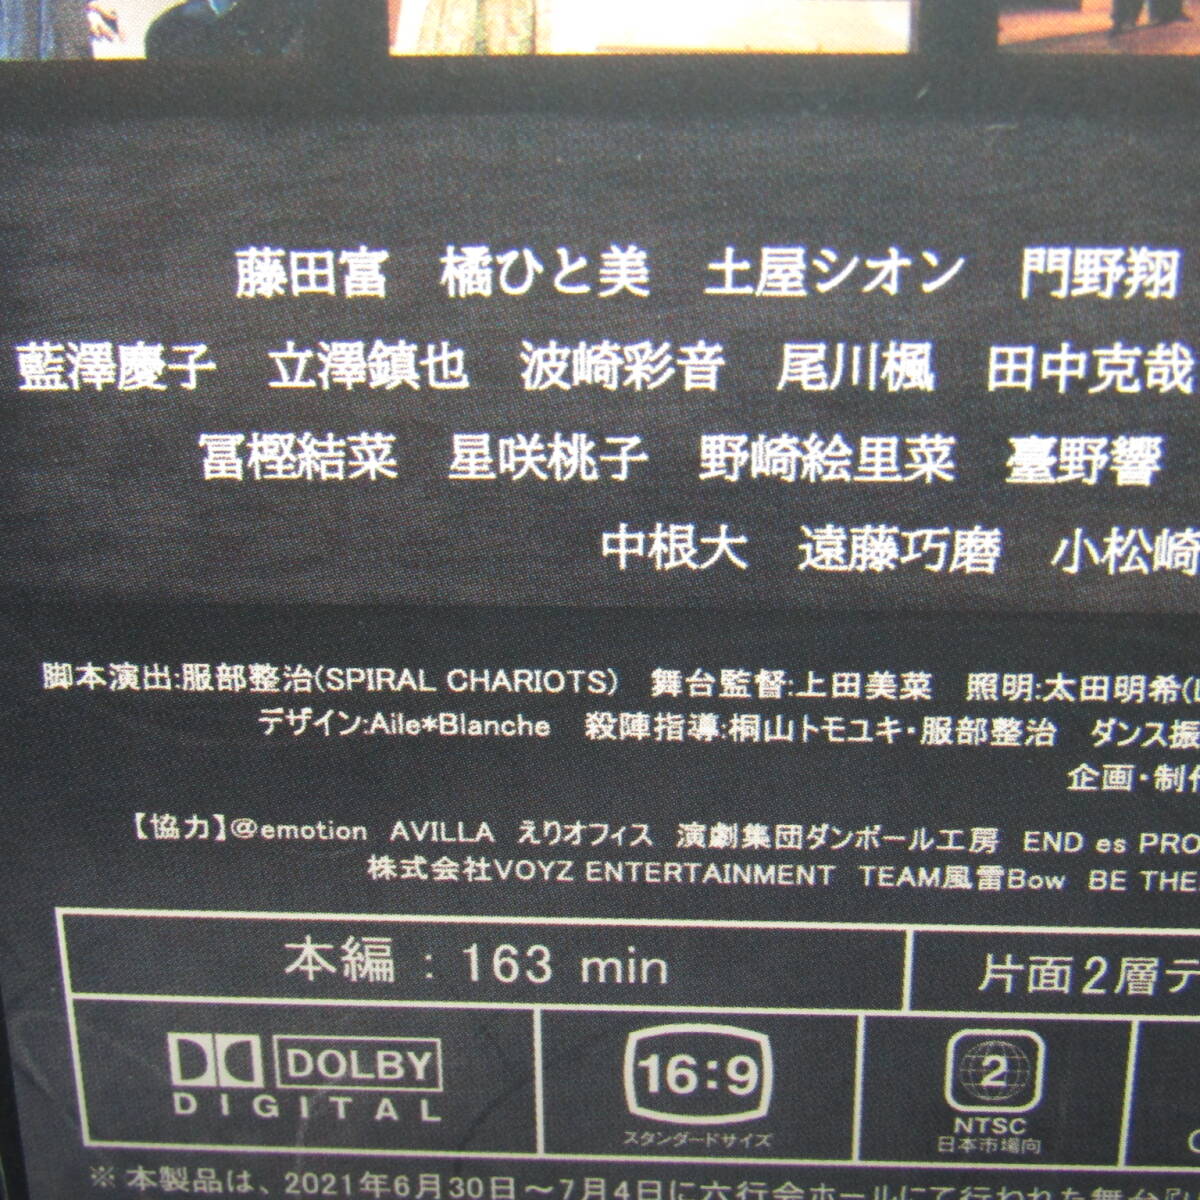 藤田富 橘ひと美 土屋シオン 門野翔
藍澤慶子 立澤鎮也 波崎彩音 尾川楓 田中克哉
冨樫結菜 星咲桃子 野崎絵里菜 臺野響
中根大 遠藤巧磨 小松崎
脚本演出:服部整治(SPIRAL CHARIOTS) 舞台監督:上田美菜 照明:太田明希(
デザイン:Aile*Blanche 殺陣指導:桐山トモユキ・服部整治 ダンス振
企画・制作
【協力】@emotion AVILLA えりオフィス 演劇集団ダンボール工房 END es PRO
株式会社VOYZ ENTERTAINMENT TEAM風雷Bow BE THE
本編 : 163 min
片面2層デ
DOLBY
DIGITAL
16:9
スタンダードサイズ
2
NTSC
日本市場向
※本製品は、2021年6月30日～7月4日に六行会ホールにて行われた舞台『